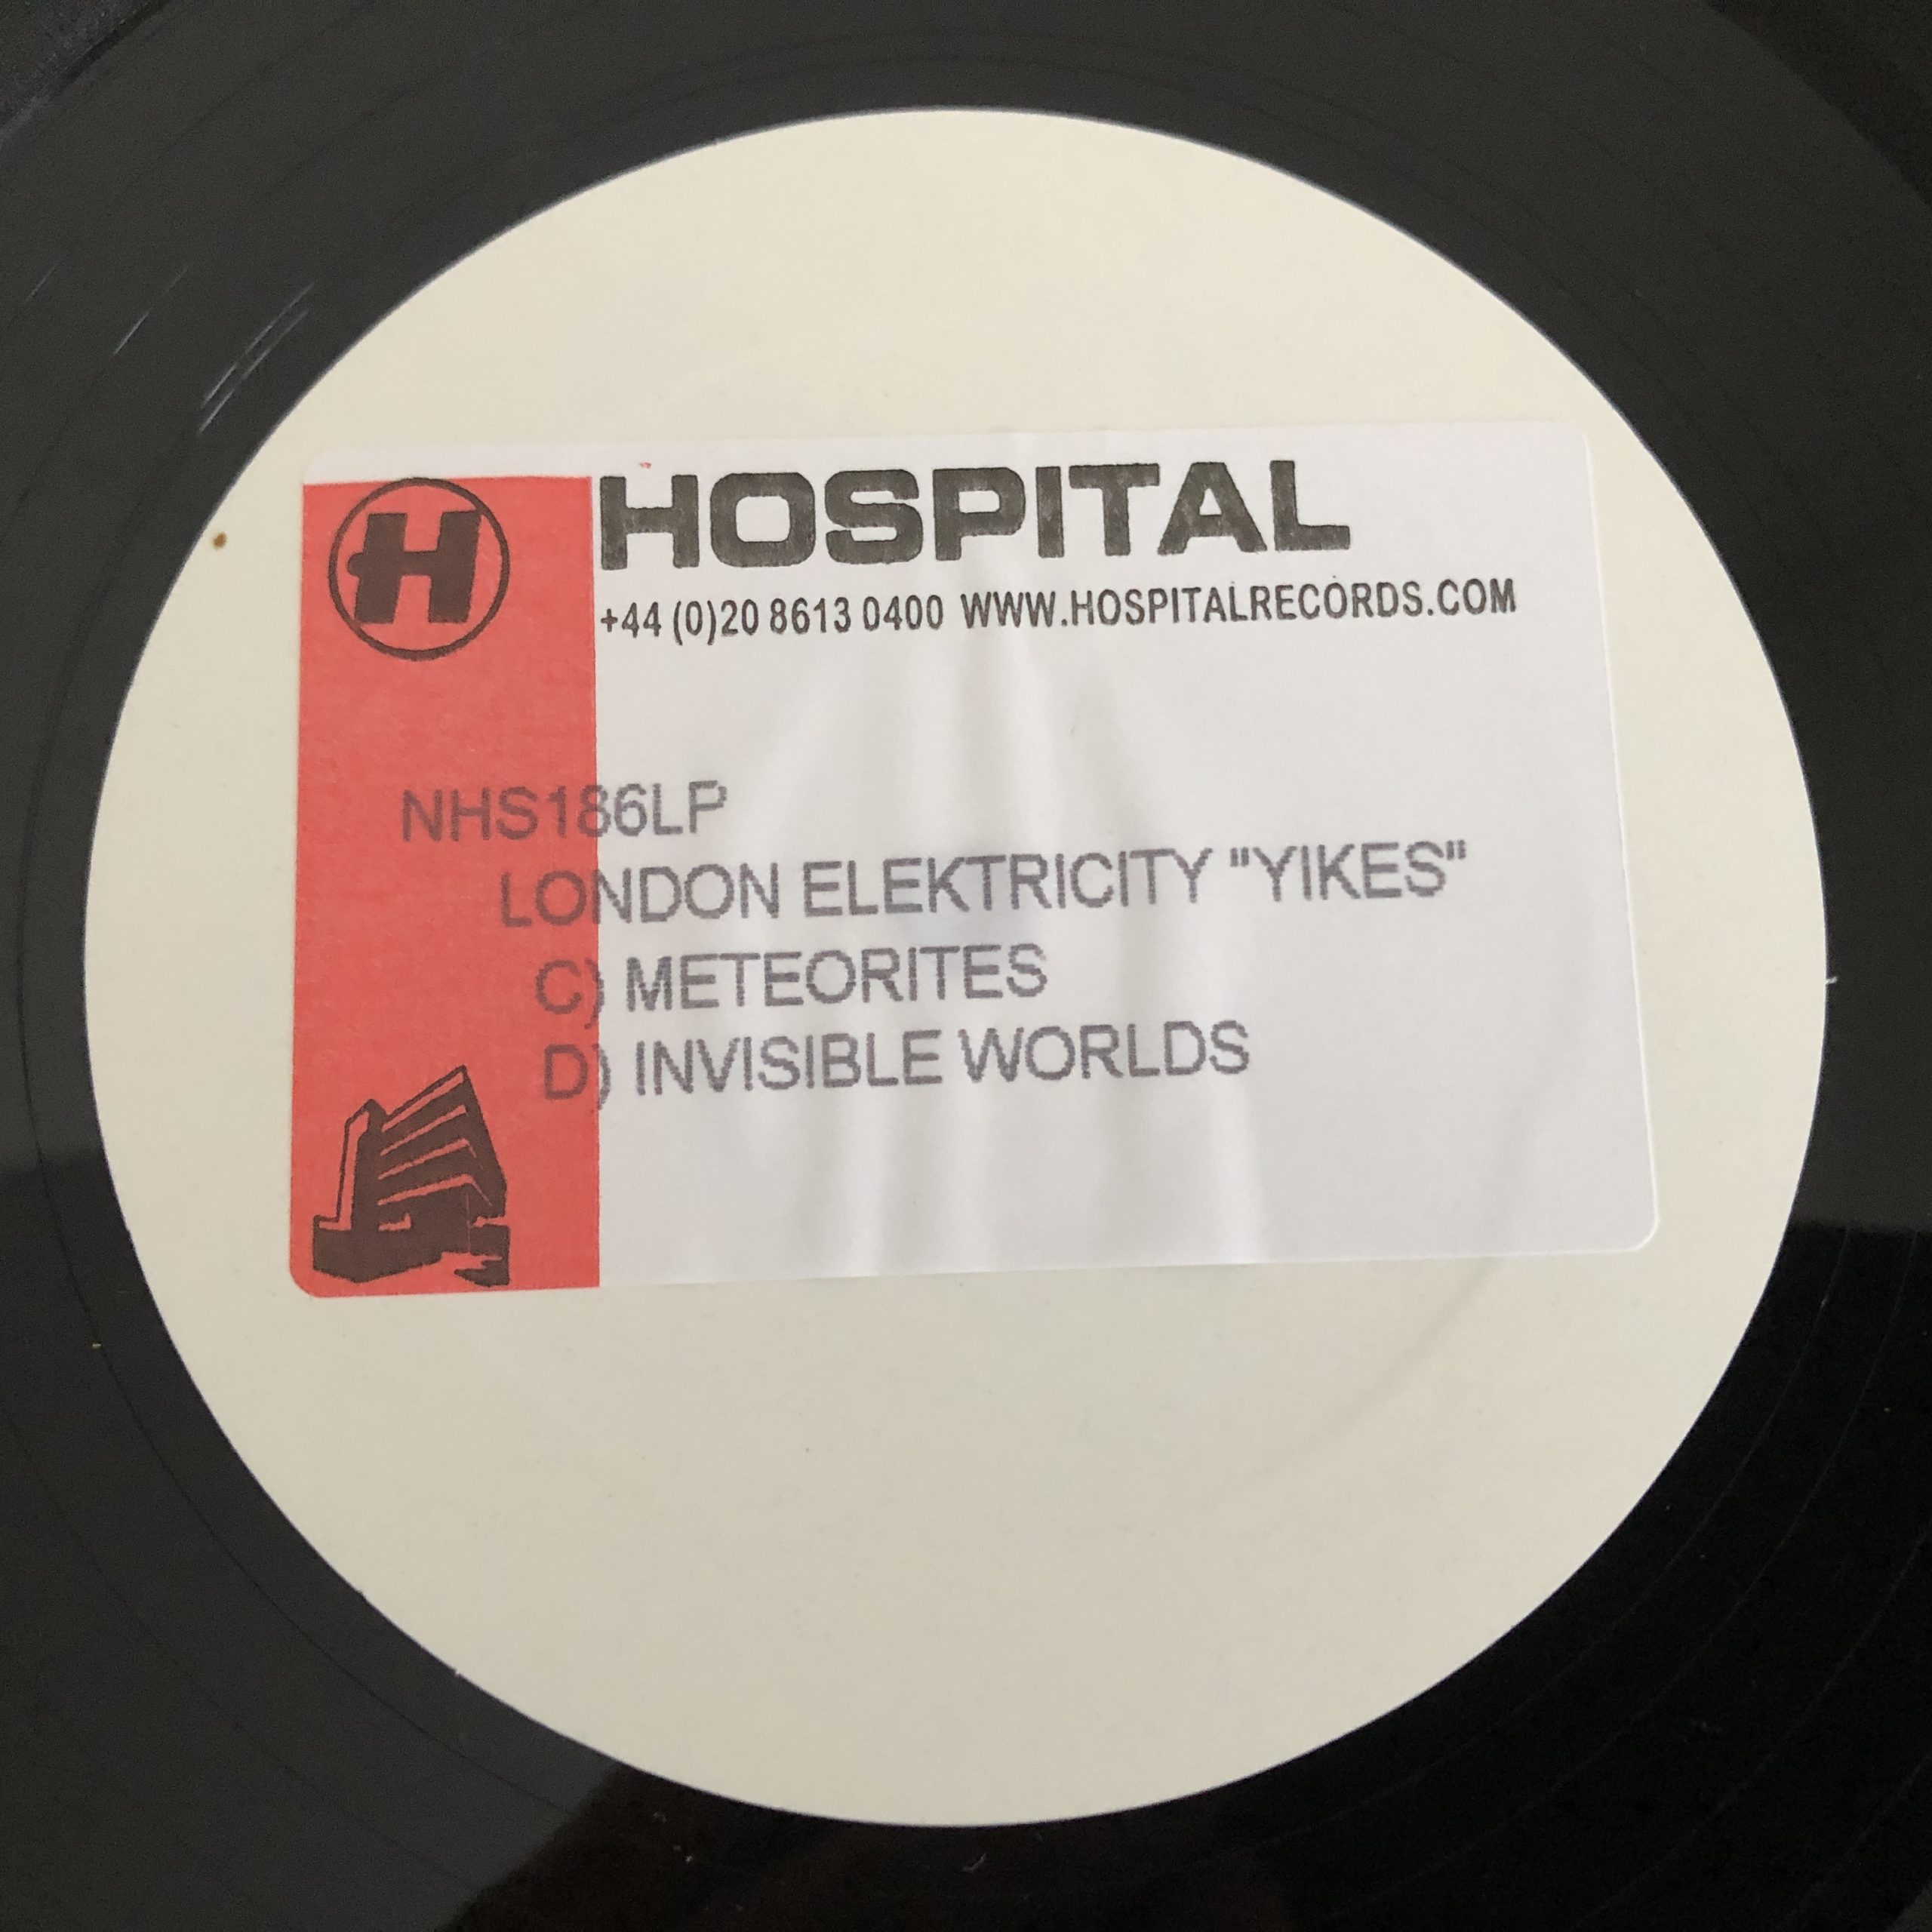 H HOSPITAL
+44 (0)20 8613 0400 WWW.HOSPITALRECORDS.COM
NHS186LP
LONDON ELEKTRICITY "YIKES"
C) METEORITES
D) INVISIBLE WORLDS